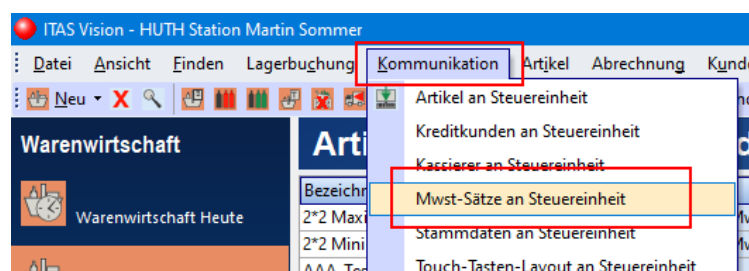 ITAS Vision - HUTH Station Martin Sommer
Datei Ansicht Finden Lagerbuchung Kommunikation Artikel Abrechnung
Neu
Artikel an Steuereinheit
Kreditkunden an Steuereinheit
Kassierer an Steuereinheit
Mwst-Sätze an Steuereinheit
Stammdaten an Steuereinheit
Touch-Tasten-Layout an Steuereinheit
Warenwirtschaft
Warenwirtschaft Heute
Arti
Bezeichn
2*2 Maxi
2*2 Mini